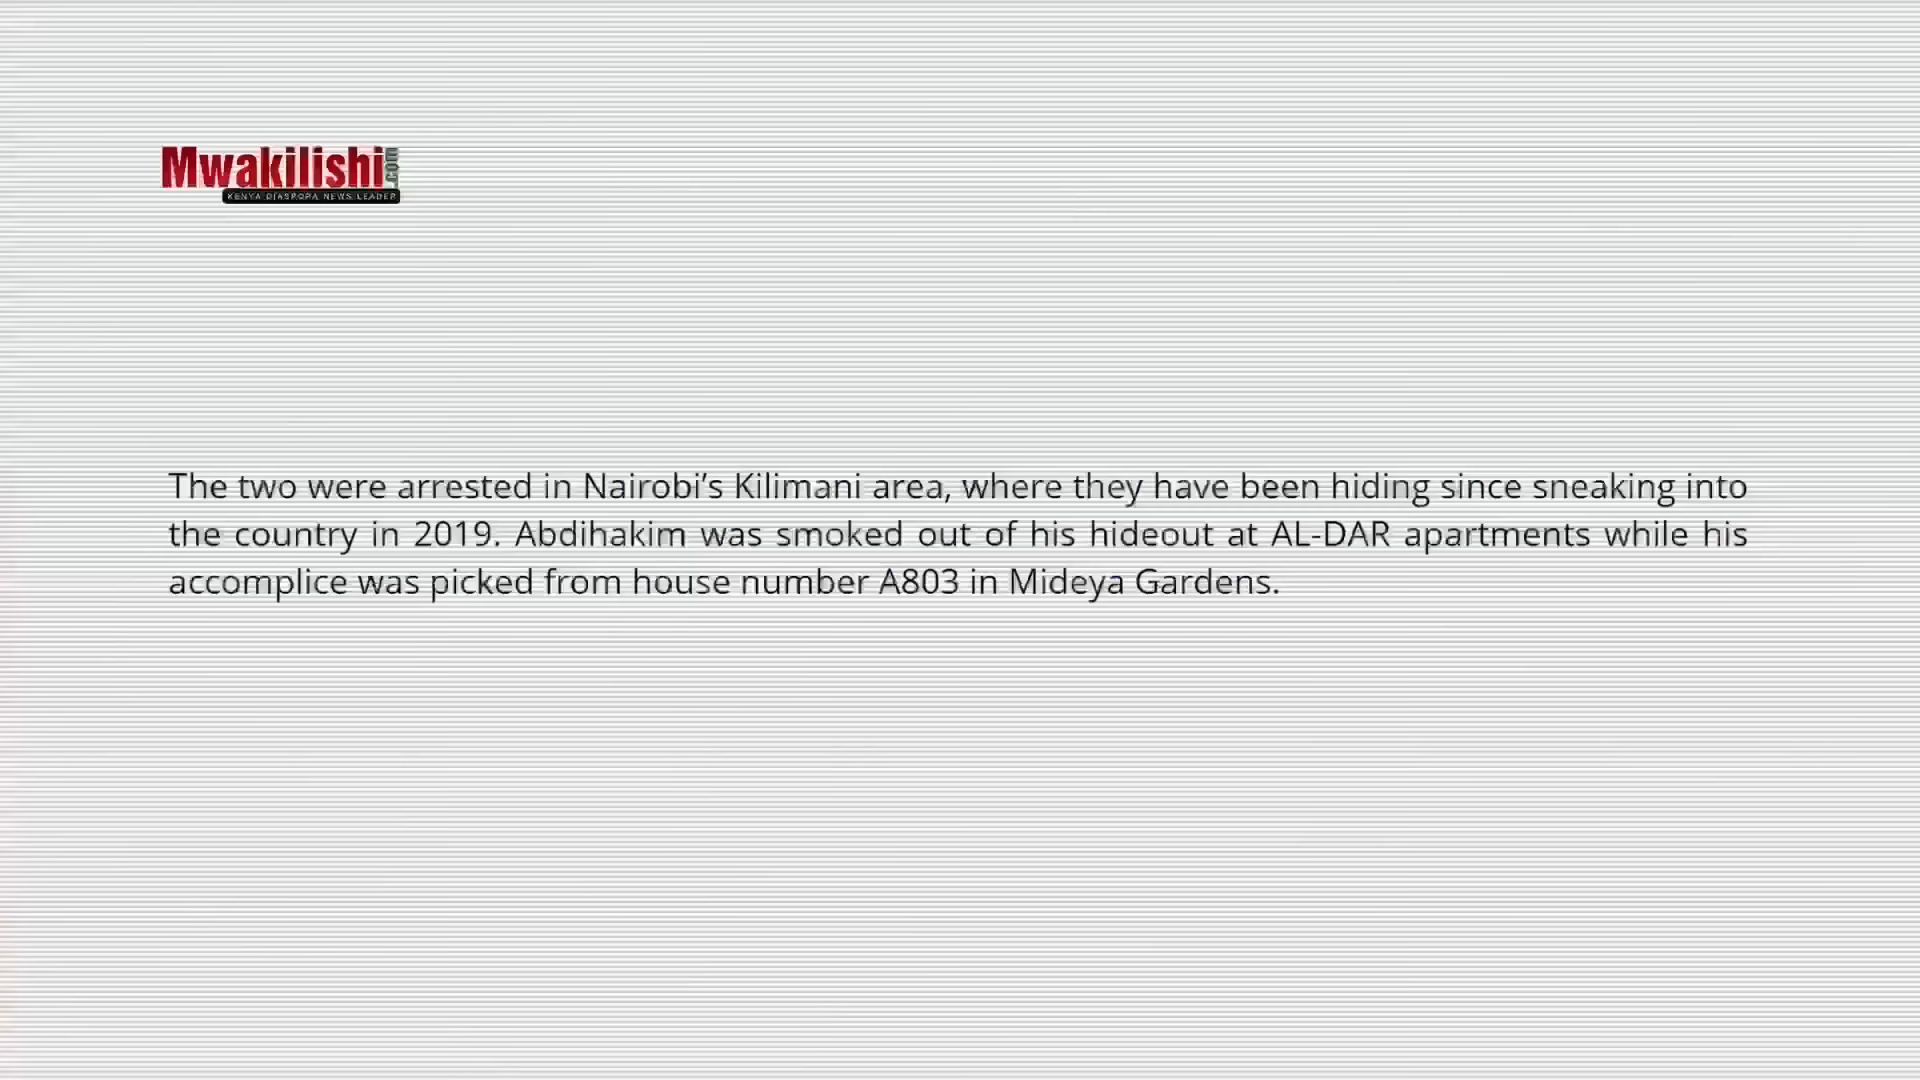 Mwakilishi.com
KENYA DIASPORA NEWS LEADER
The two were arrested in Nairobi’s Kilimani area, where they have been hiding since sneaking into
the country in 2019. Abdihakim was smoked out of his hideout at AL-DAR apartments while his
accomplice was picked from house number A803 in Mideya Gardens.